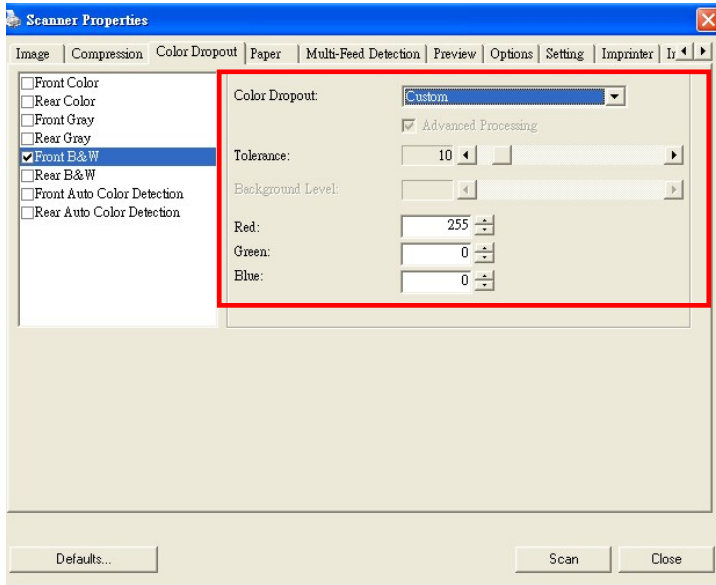 Scanner Properties
Image Compression Color Dropout Paper Multi-Feed Detection Preview Options Setting Imprinter
Front Color
Rear Color
Front Gray
Rear Gray
Front B&W
Rear B&W
Front Auto Color Detection
Rear Auto Color Detection
Color Dropout: Custom
Advanced Processing
Tolerance: 10
Background Level:
Red: 255
Green: 0
Blue: 0
Defaults... Scan Close